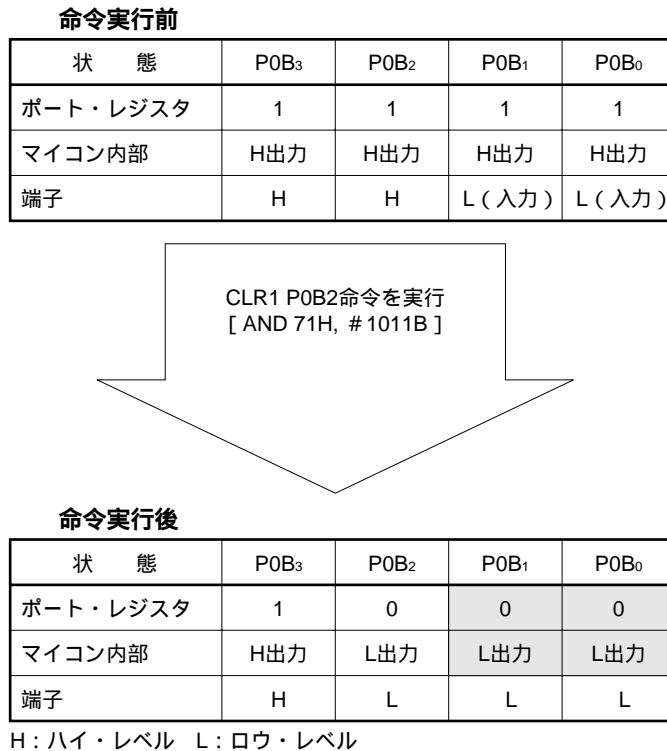 命令実行前
状　態 P0B₃ P0B₂ P0B₁ P0B₀
ポート・レジスタ 1 1 1 1
マイコン内部 H出力 H出力 H出力 H出力
端子 H H L（入力） L（入力）
CLR1 P0B2命令を実行
［AND 71H, ＃1011B］
命令実行後
状　態 P0B₃ P0B₂ P0B₁ P0B₀
ポート・レジスタ 1 0 0 0
マイコン内部 H出力 L出力 L出力 L出力
端子 H L L L
H：ハイ・レベル　L：ロウ・レベル